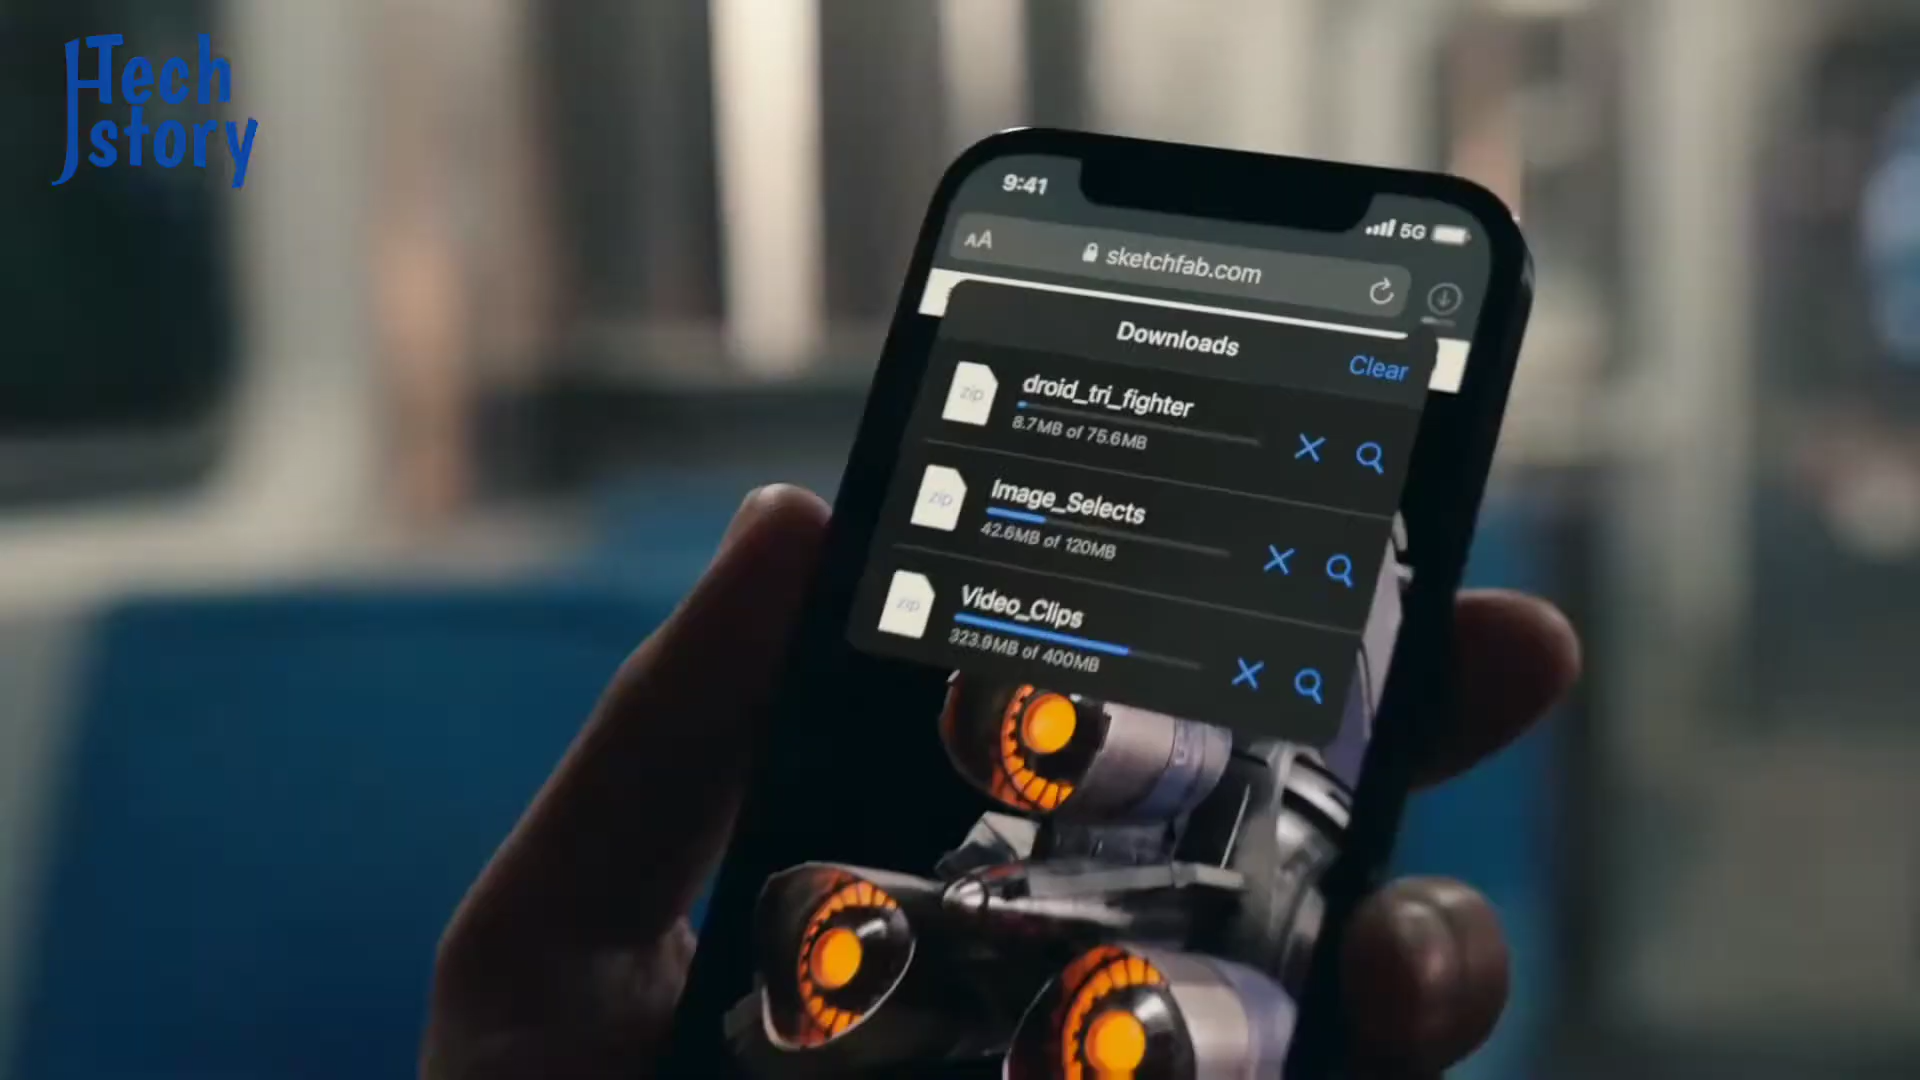 Tech
story
9:41
5G
AA
sketchfab.com
Downloads
Clear
zip
droid_tri_fighter
8.7MB of 75.6MB
zip
Image_Selects
42.6MB of 120MB
zip
Video_Clips
323.9MB of 400MB